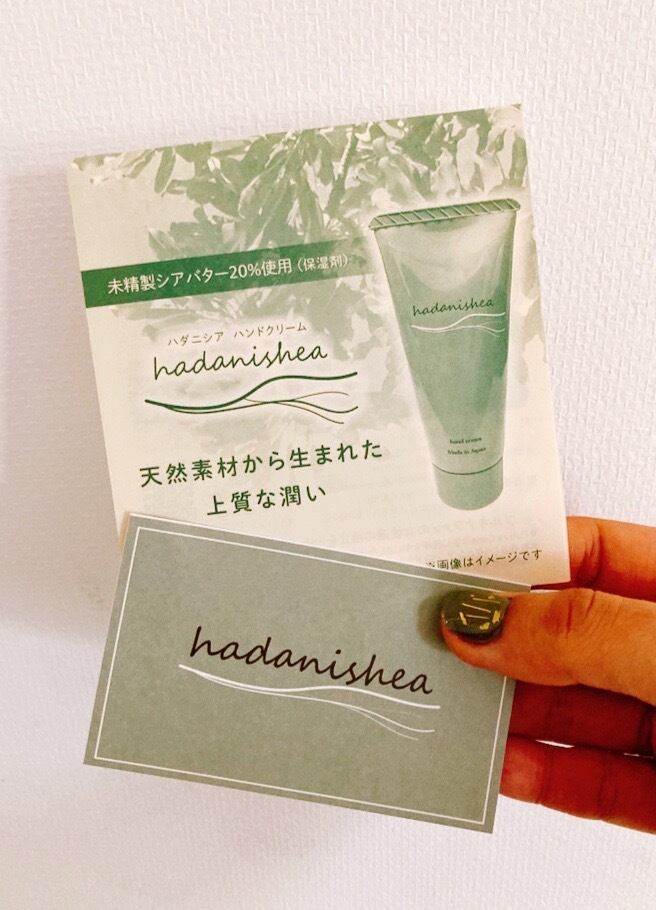 未精製シアバター20%使用（保湿剤）
hadanishea
ハダニシア ハンドクリーム
hadanishea
hand cream
Made in Japan
天然素材から生まれた
上質な潤い
※画像はイメージです
hadanishea